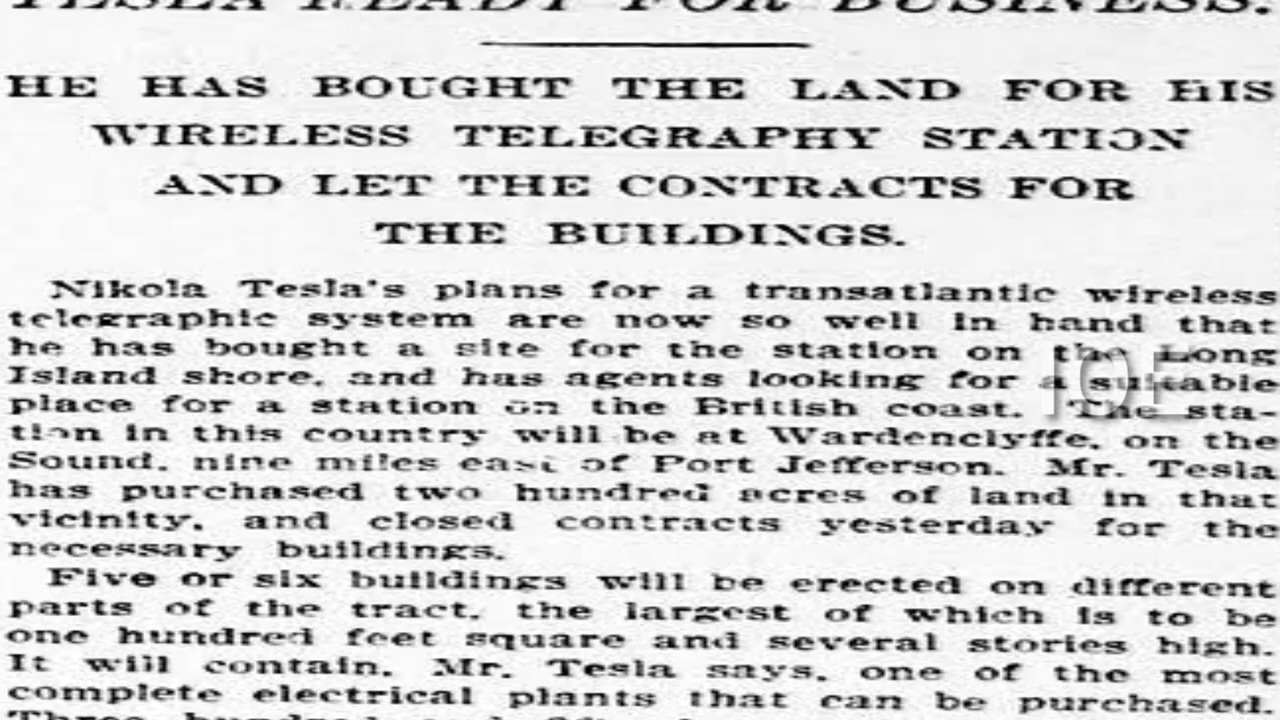 TESLA READY FOR BUSINESS.
HE HAS BOUGHT THE LAND FOR HIS
WIRELESS TELEGRAPHY STATION
AND LET THE CONTRACTS FOR
THE BUILDINGS.
Nikola Tesla's plans for a transatlantic wireless
telegraphic system are now so well in hand that
he has bought a site for the station on the Long
Island shore, and has agents looking for a suitable
place for a station on the British coast. The sta-
tion in this country will be at Wardenclyffe, on the
Sound, nine miles east of Port Jefferson. Mr. Tesla
has purchased two hundred acres of land in that
vicinity, and closed contracts yesterday for the
necessary buildings.
Five or six buildings will be erected on different
parts of the tract, the largest of which is to be
one hundred feet square and several stories high.
It will contain, Mr. Tesla says, one of the most
complete electrical plants that can be purchased.
Three hundred and